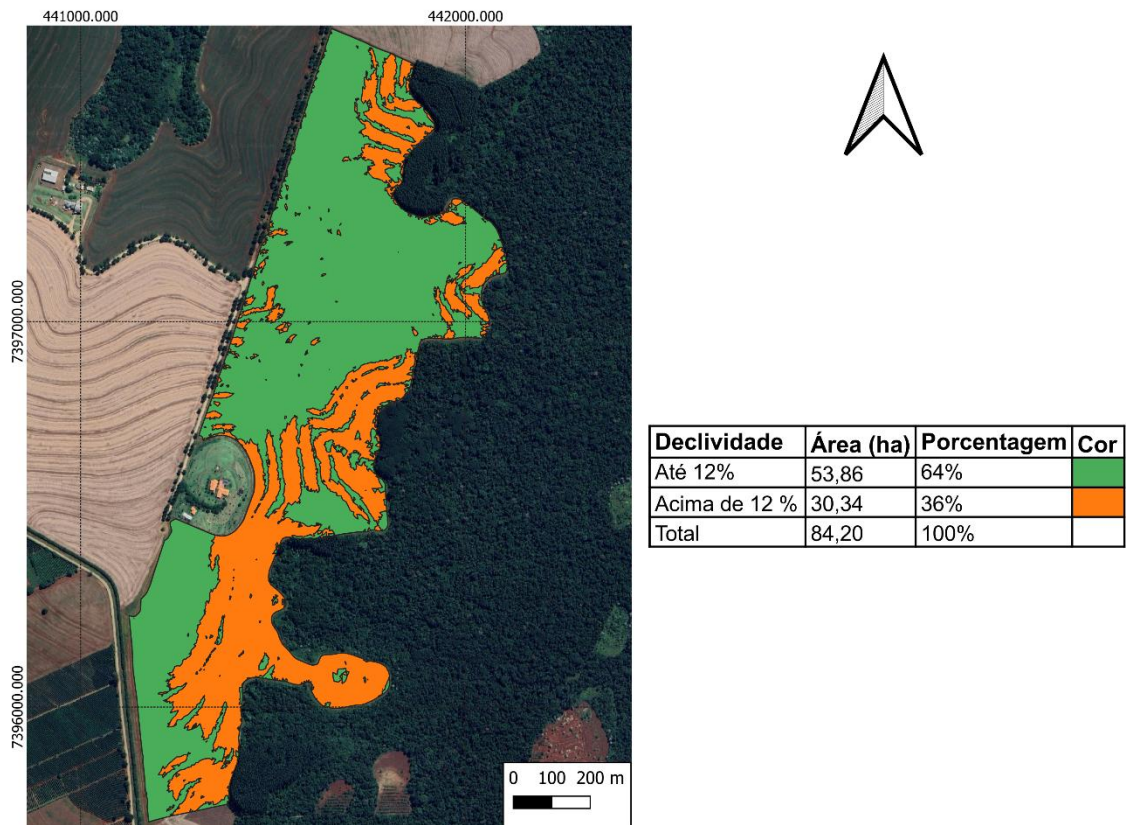 441000.000 442000.000
7397000.000
7396000.000
0 100 200 m
Declividade Área (ha) Porcentagem Cor
Até 12% 53,86 64%
Acima de 12 % 30,34 36%
Total 84,20 100%